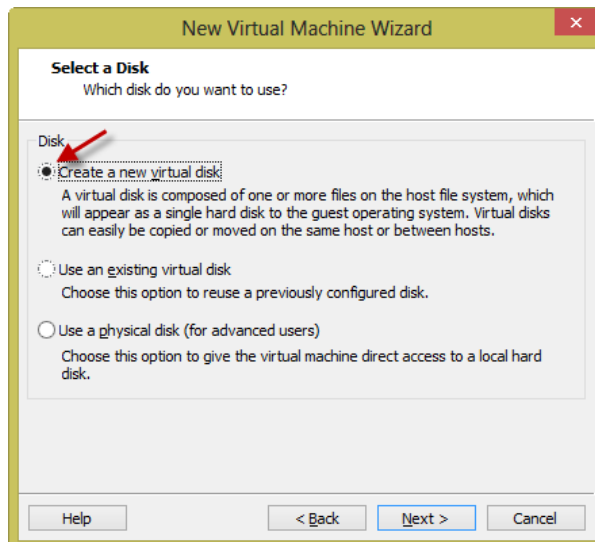 New Virtual Machine Wizard
x
Select a Disk
Which disk do you want to use?
Disk
Create a new virtual disk
A virtual disk is composed of one or more files on the host file system, which
will appear as a single hard disk to the guest operating system. Virtual disks
can easily be copied or moved on the same host or between hosts.
Use an existing virtual disk
Choose this option to reuse a previously configured disk.
Use a physical disk (for advanced users)
Choose this option to give the virtual machine direct access to a local hard
disk.
Help
< Back
Next >
Cancel